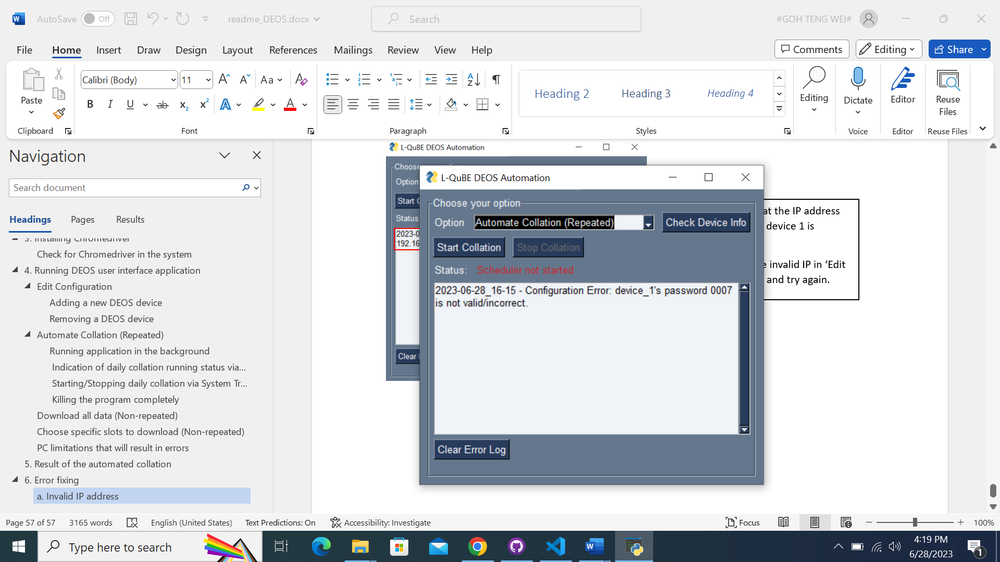 AutoSave
Off
readme_DEOS.docx
Search
#GOH TENG WEI#
File
Home
Insert
Draw
Design
Layout
References
Mailings
Review
View
Help
Comments
Editing
Share
Paste
Clipboard
Calibri (Body)
11
Font
Paragraph
Heading 2
Heading 3
Heading 4
Styles
Editing
Dictate
Voice
Editor
Editor
Reuse
Files
Reuse Files
Navigation
Search document
Headings
Pages
Results
3. Installing Chromedriver
Check for Chromedriver in the system
4. Running DEOS user interface application
Edit Configuration
Adding a new DEOS device
Removing a DEOS device
Automate Collation (Repeated)
Running application in the background
Indication of daily collation running status via...
Starting/Stopping daily collation via System Tr...
Killing the program completely
Download all data (Non-repeated)
Choose specific slots to download (Non-repeated)
PC limitations that will result in errors
5. Result of the automated collation
6. Error fixing
a. Invalid IP address
L-QuBE DEOS Automation
Choose
Option
Start
Status:
2023-0
192.16
Clear
at the IP address
device 1 is
invalid IP in ‘Edit
and try again.
L-QuBE DEOS Automation
Choose your option
Option
Automate Collation (Repeated)
Check Device Info
Start Collation
Stop Collation
Status:
Scheduler not started
2023-06-28_16-15 - Configuration Error: device_1's password 0007
is not valid/incorrect.
Clear Error Log
Page 57 of 57
3165 words
English (United States)
Text Predictions: On
Accessibility: Investigate
Focus
100%
Type here to search
4:19 PM
6/28/2023
1